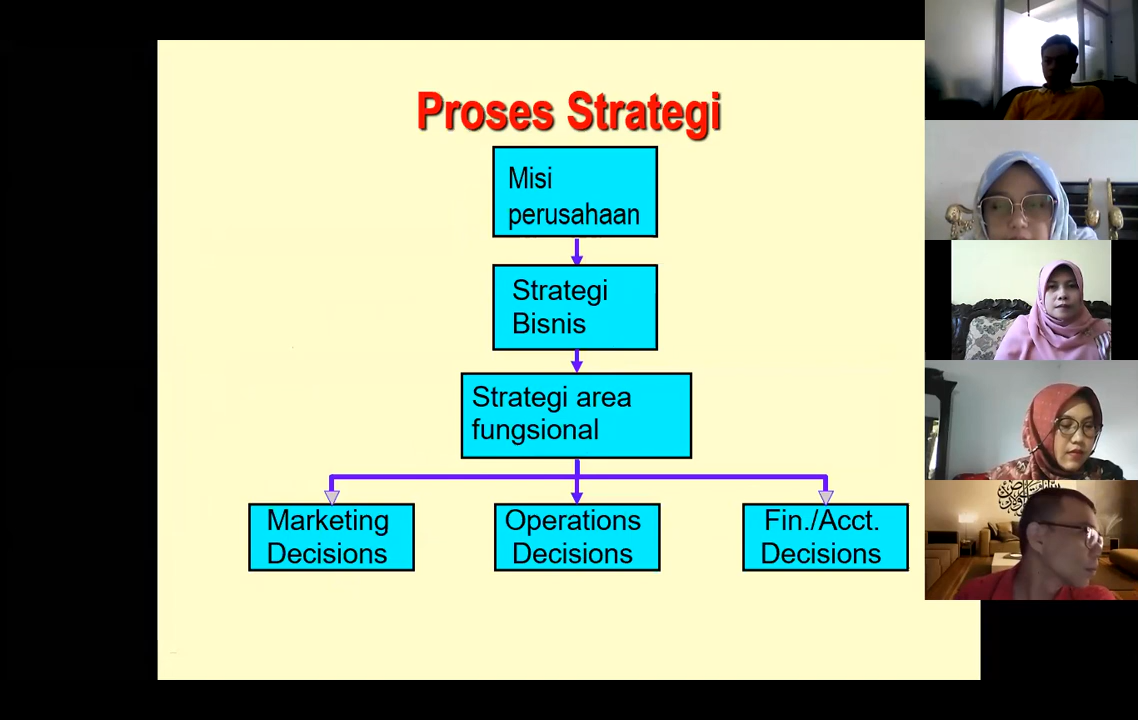 Proses Strategi
Misi
perusahaan
Strategi
Bisnis
Strategi area
fungsional
Marketing
Decisions
Operations
Decisions
Fin./Acct.
Decisions